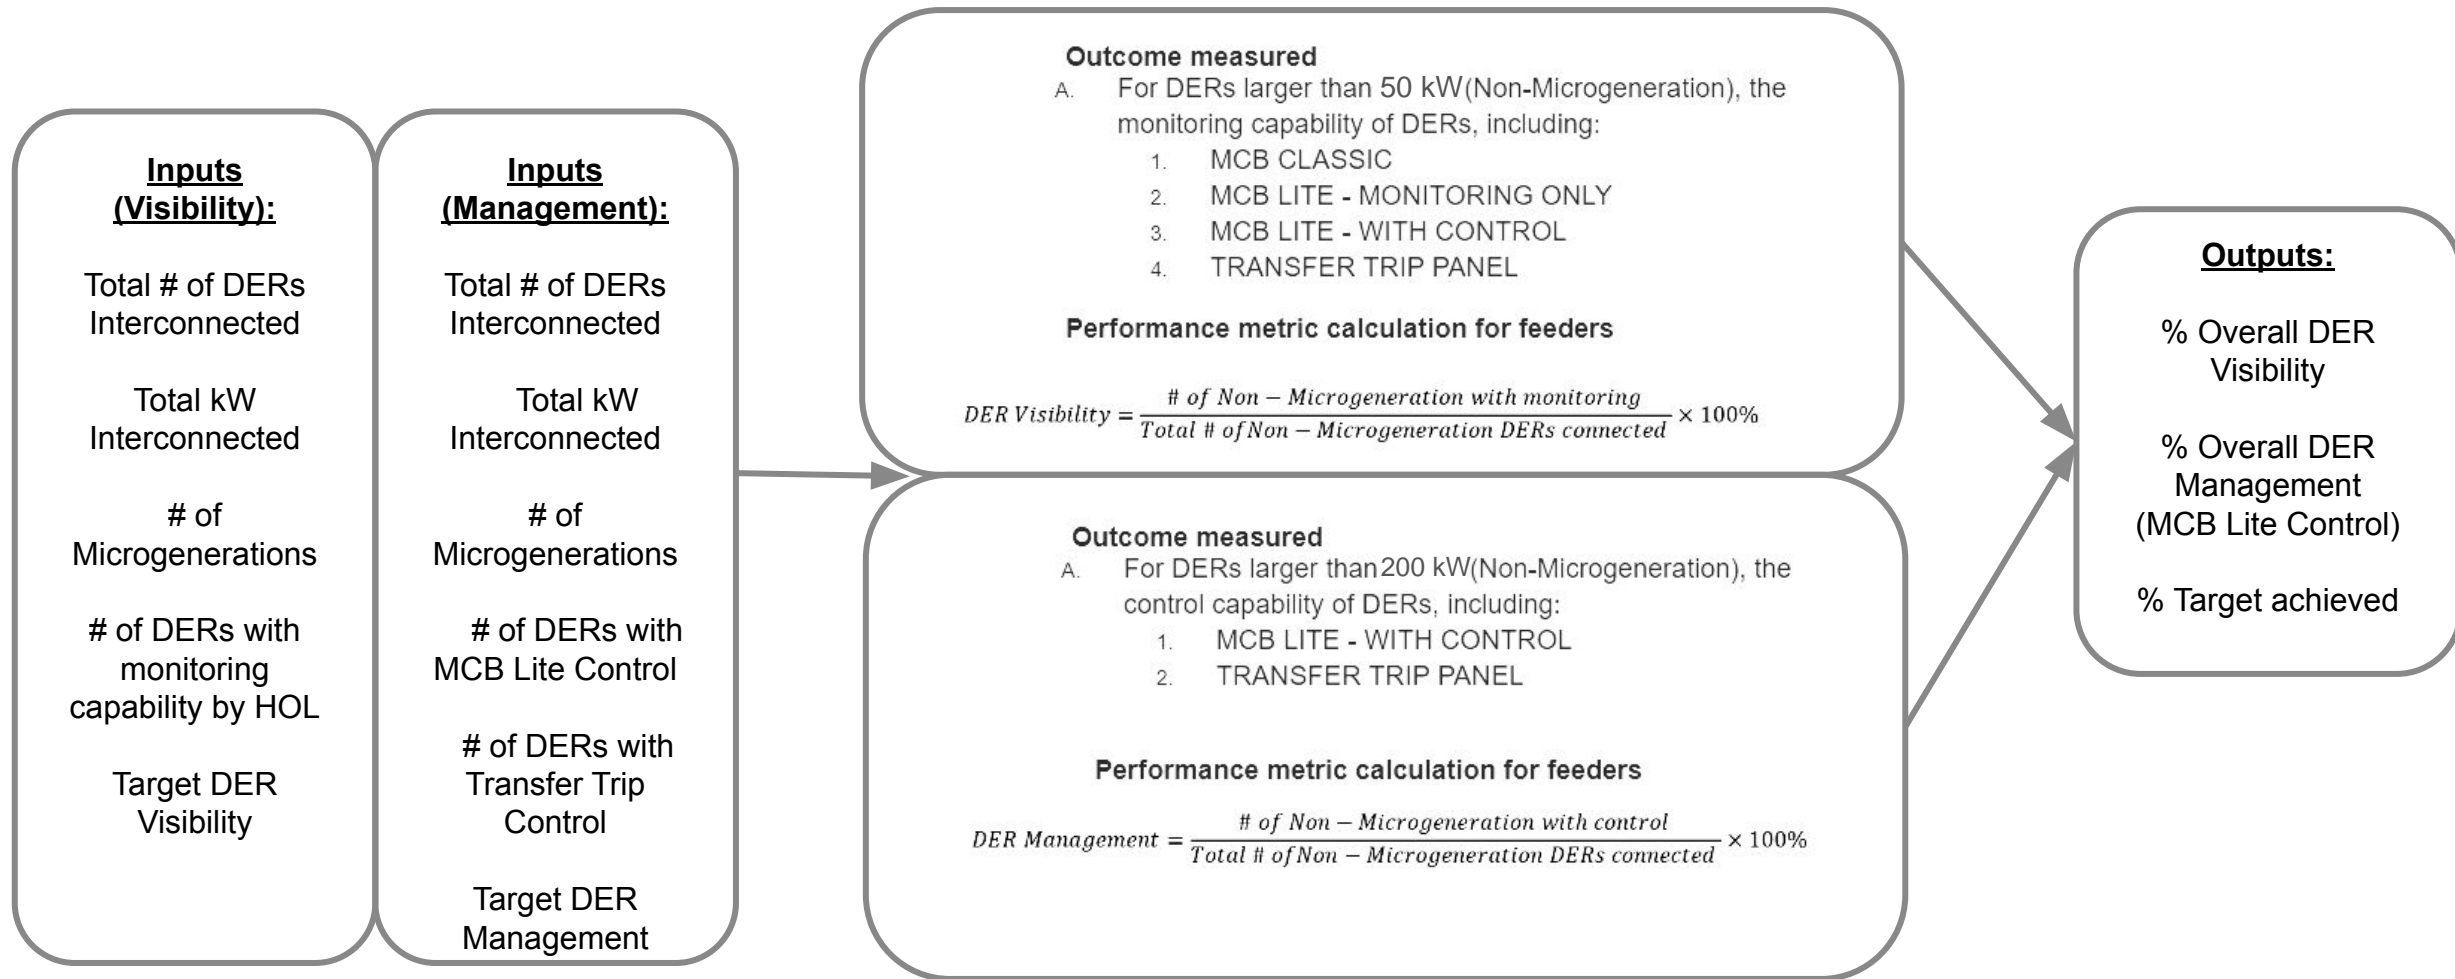 Inputs
(Visibility):
Total # of DERs
Interconnected
Total kW
Interconnected
# of
Microgenerations
# of DERs with
monitoring
capability by HOL
Target DER
Visibility
Inputs
(Management):
Total # of DERs
Interconnected
Total kW
Interconnected
# of
Microgenerations
# of DERs with
MCB Lite Control
# of DERs with
Transfer Trip
Control
Target DER
Management
Outcome measured
A. For DERs larger than 50 kW(Non-Microgeneration), the
monitoring capability of DERs, including:
1. MCB CLASSIC
2. MCB LITE - MONITORING ONLY
3. MCB LITE - WITH CONTROL
4. TRANSFER TRIP PANEL
Performance metric calculation for feeders
# of Non − Microgeneration with monitoring
DER Visibility = × 100%
Total # ofNon − Microgeneration DERs connected
Outcome measured
A. For DERs larger than 200 kW(Non-Microgeneration), the
control capability of DERs, including:
1. MCB LITE - WITH CONTROL
2. TRANSFER TRIP PANEL
Performance metric calculation for feeders
# of Non − Microgeneration with control
DER Management = × 100%
Total # ofNon − Microgeneration DERs connected
Outputs:
% Overall DER
Visibility
% Overall DER
Management
(MCB Lite Control)
% Target achieved